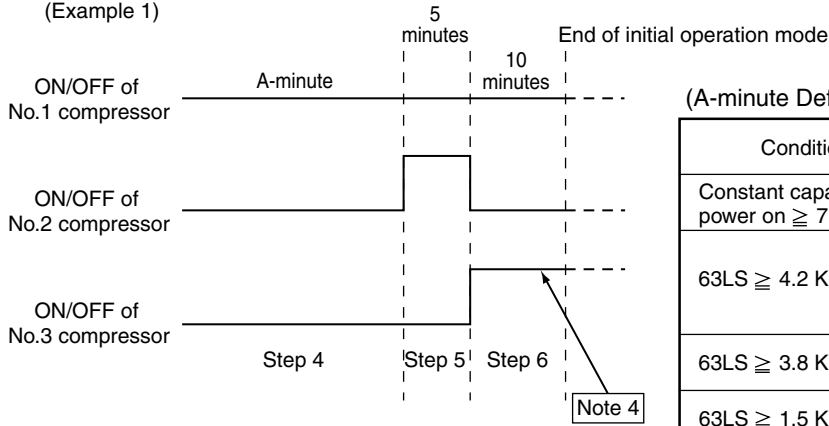 (Example 1)
5
minutes
End of initial operation mode
10
minutes
ON/OFF of
No.1 compressor
A-minute
ON/OFF of
No.2 compressor
ON/OFF of
No.3 compressor
Step 4
Step 5
Step 6
Note 4
(A-minute Def
Conditi
Constant capa
power on ≧ 7
63LS ≧ 4.2 K
63LS ≧ 3.8 K
63LS ≧ 1.5 K